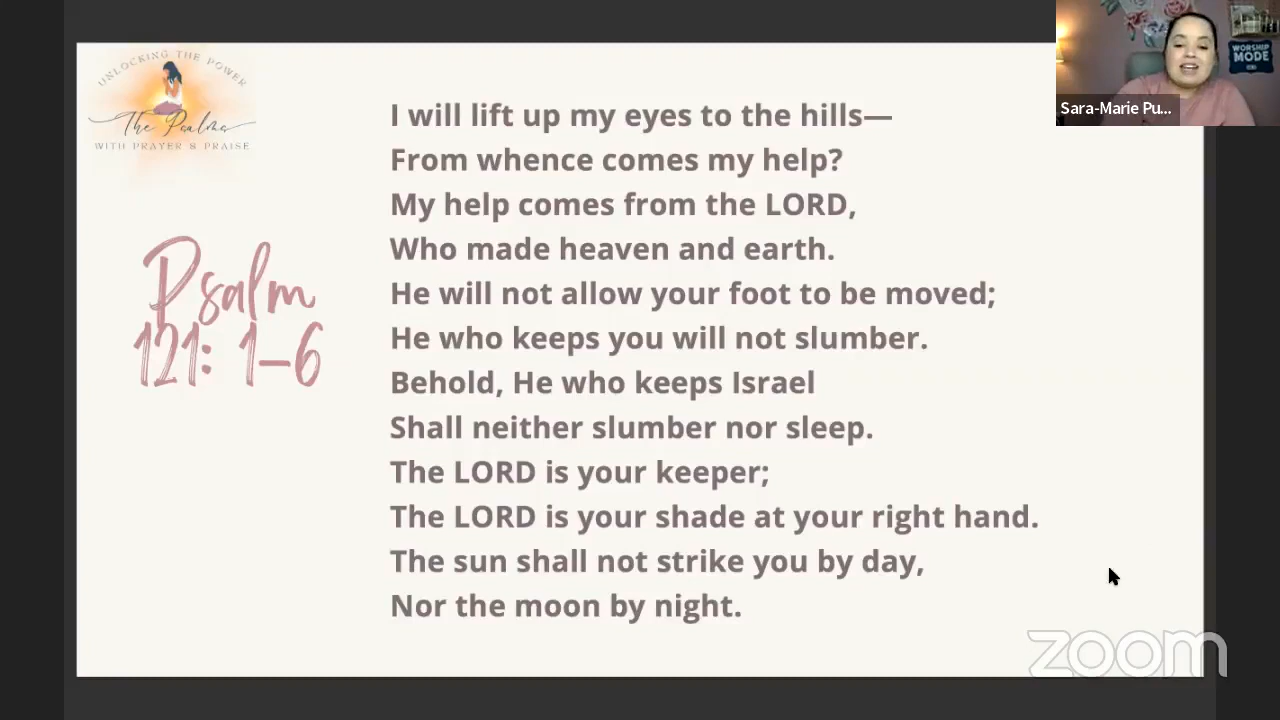 UNLOCKING THE POWER
The Psalms
WITH PRAYER & PRAISE
Psalm
121: 1–6
I will lift up my eyes to the hills—
From whence comes my help?
My help comes from the LORD,
Who made heaven and earth.
He will not allow your foot to be moved;
He who keeps you will not slumber.
Behold, He who keeps Israel
Shall neither slumber nor sleep.
The LORD is your keeper;
The LORD is your shade at your right hand.
The sun shall not strike you by day,
Nor the moon by night.
WORSHIP
MODE
Sara-Marie Pu...
zoom